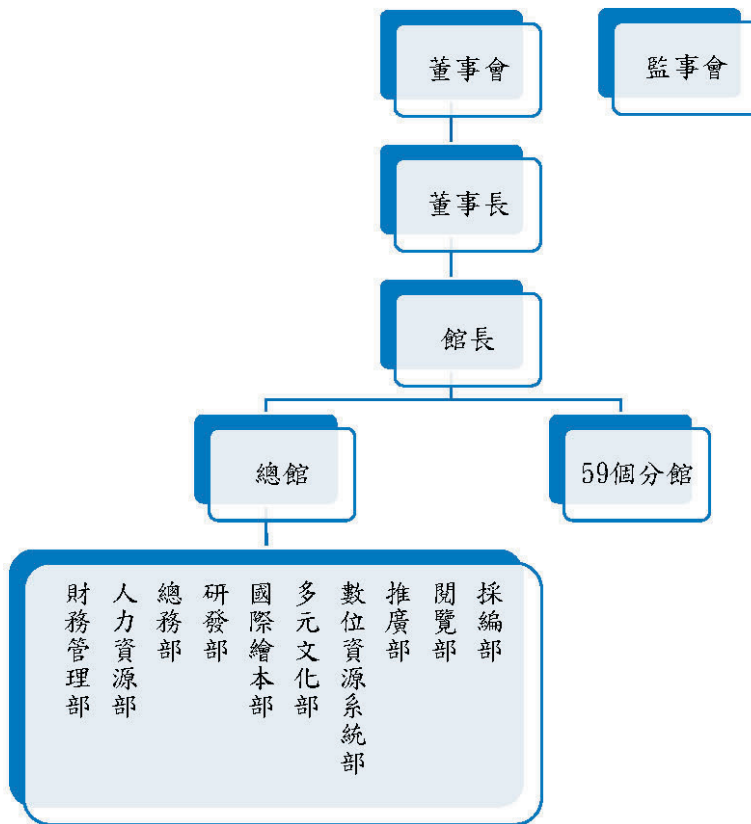 董事會
監事會
董事長
館長
總館
59個分館
採編部
閱覽部
推廣部
數位資源系統部
多元文化部
國際繪本部
研發部
總務部
人力資源部
財務管理部